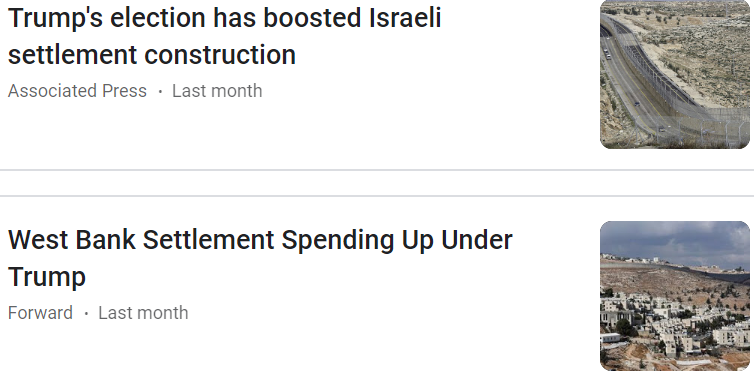 Trump's election has boosted Israeli
settlement construction
Associated Press · Last month
West Bank Settlement Spending Up Under
Trump
Forward · Last month